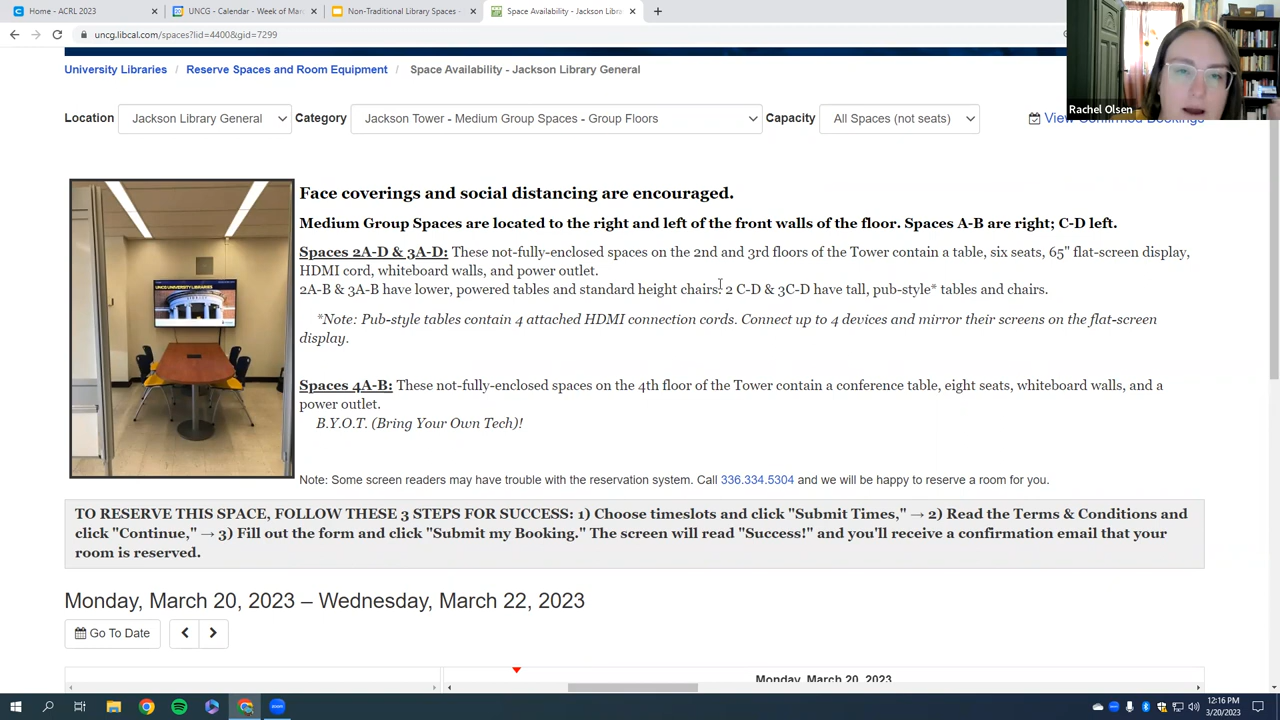 Home - ACRL 2023
UNCG - Calendar - Week of Mar
Non-Traditional Library Spaces -
Space Availability - Jackson Libr
uncg.libcal.com/spaces?lid=4400&gid=7299
Rachel Olsen
University Libraries / Reserve Spaces and Room Equipment / Space Availability - Jackson Library General
Location Jackson Library General Category Jackson Tower - Medium Group Spaces - Group Floors Capacity All Spaces (not seats) View Confirmed Bookings
UNCG UNIVERSITY LIBRARIES
Face coverings and social distancing are encouraged.
Medium Group Spaces are located to the right and left of the front walls of the floor. Spaces A-B are right; C-D left.
Spaces 2A-D & 3A-D: These not-fully-enclosed spaces on the 2nd and 3rd floors of the Tower contain a table, six seats, 65" flat-screen display,
HDMI cord, whiteboard walls, and power outlet.
2A-B & 3A-B have lower, powered tables and standard height chairs. 2 C-D & 3C-D have tall, pub-style* tables and chairs.
*Note: Pub-style tables contain 4 attached HDMI connection cords. Connect up to 4 devices and mirror their screens on the flat-screen
display.
Spaces 4A-B: These not-fully-enclosed spaces on the 4th floor of the Tower contain a conference table, eight seats, whiteboard walls, and a
power outlet.
B.Y.O.T. (Bring Your Own Tech)!
Note: Some screen readers may have trouble with the reservation system. Call 336.334.5304 and we will be happy to reserve a room for you.
TO RESERVE THIS SPACE, FOLLOW THESE 3 STEPS FOR SUCCESS: 1) Choose timeslots and click "Submit Times," → 2) Read the Terms & Conditions and
click "Continue," → 3) Fill out the form and click "Submit my Booking." The screen will read "Success!" and you'll receive a confirmation email that your
room is reserved.
Monday, March 20, 2023 – Wednesday, March 22, 2023
Go To Date
Monday, March 20, 2023
12:16 PM
3/20/2023